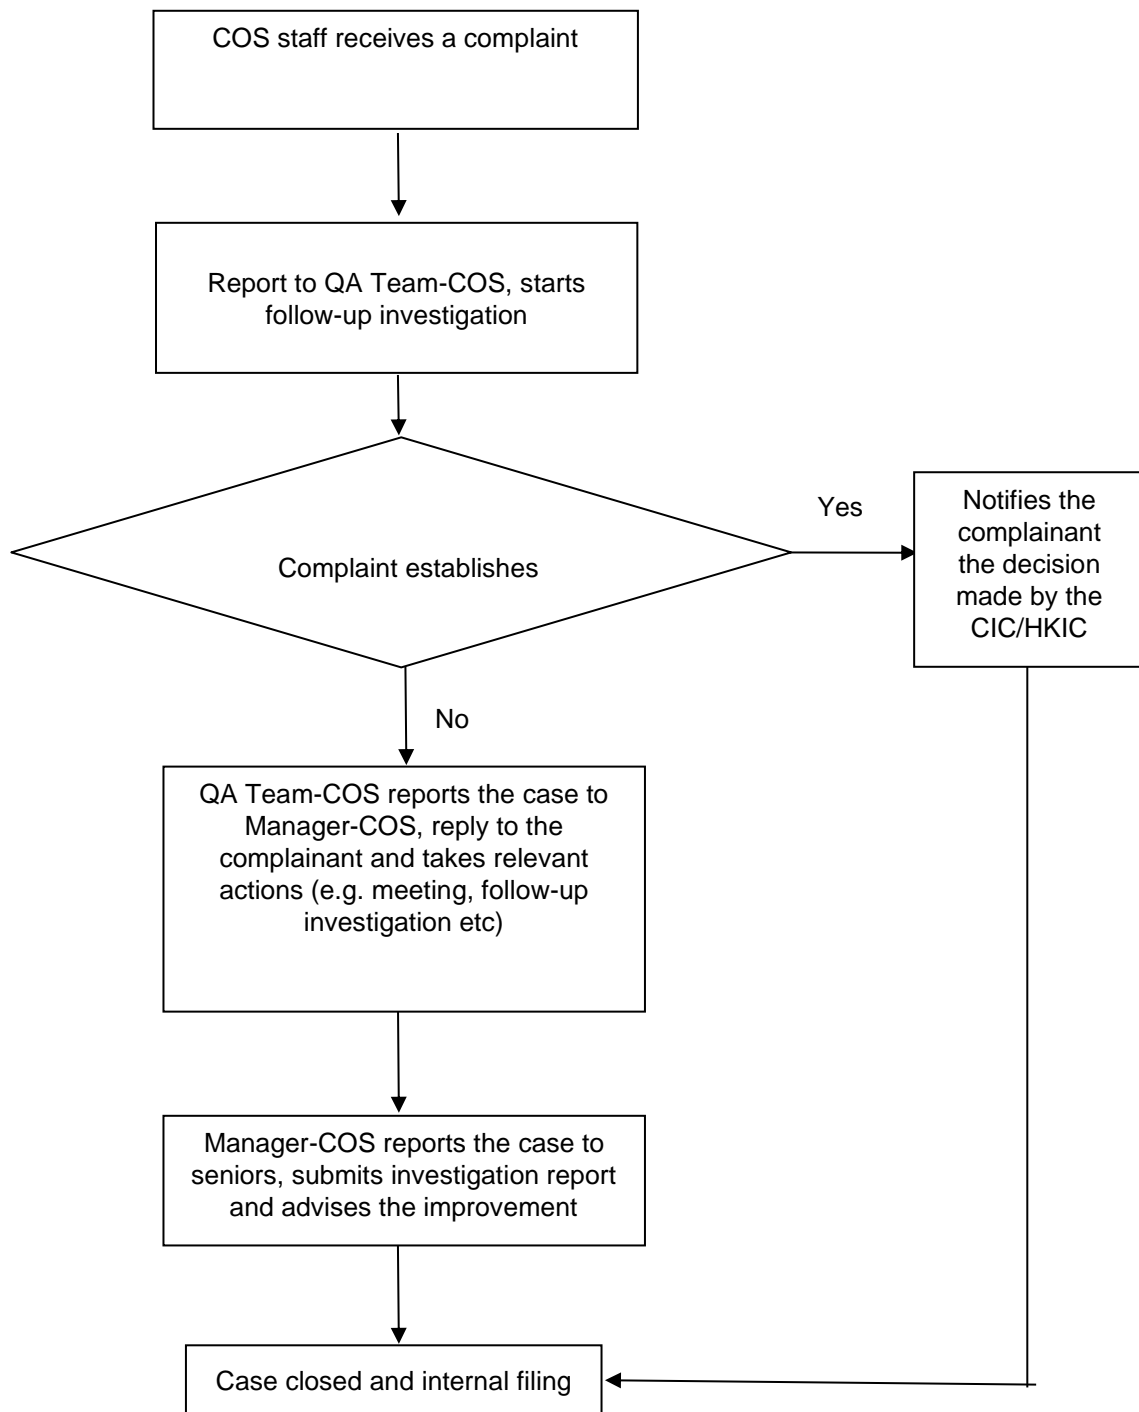 COS staff receives a complaint
Report to QA Team-COS, starts
follow-up investigation
Complaint establishes
Yes
Notifies the
complainant
the decision
made by the
CIC/HKIC
No
QA Team-COS reports the case to
Manager-COS, reply to the
complainant and takes relevant
actions (e.g. meeting, follow-up
investigation etc)
Manager-COS reports the case to
seniors, submits investigation report
and advises the improvement
Case closed and internal filing